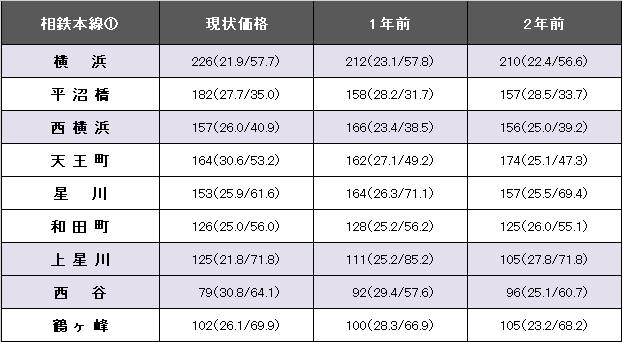 相鉄本線① 現状価格 1年前 2年前
横浜 226(21.9/57.7) 212(23.1/57.8) 210(22.4/56.6)
平沼橋 182(27.7/35.0) 158(28.2/31.7) 157(28.5/33.7)
西横浜 157(26.0/40.9) 166(23.4/38.5) 156(25.0/39.2)
天王町 164(30.6/53.2) 162(27.1/49.2) 174(25.1/47.3)
星川 153(25.9/61.6) 164(26.3/71.1) 157(25.5/69.4)
和田町 126(25.0/56.0) 128(25.2/56.2) 125(26.0/55.1)
上星川 125(21.8/71.8) 111(25.2/85.2) 105(27.8/71.8)
西谷 79(30.8/64.1) 92(29.4/57.6) 96(25.1/60.7)
鶴ヶ峰 102(26.1/69.9) 100(28.3/66.9) 105(23.2/68.2)